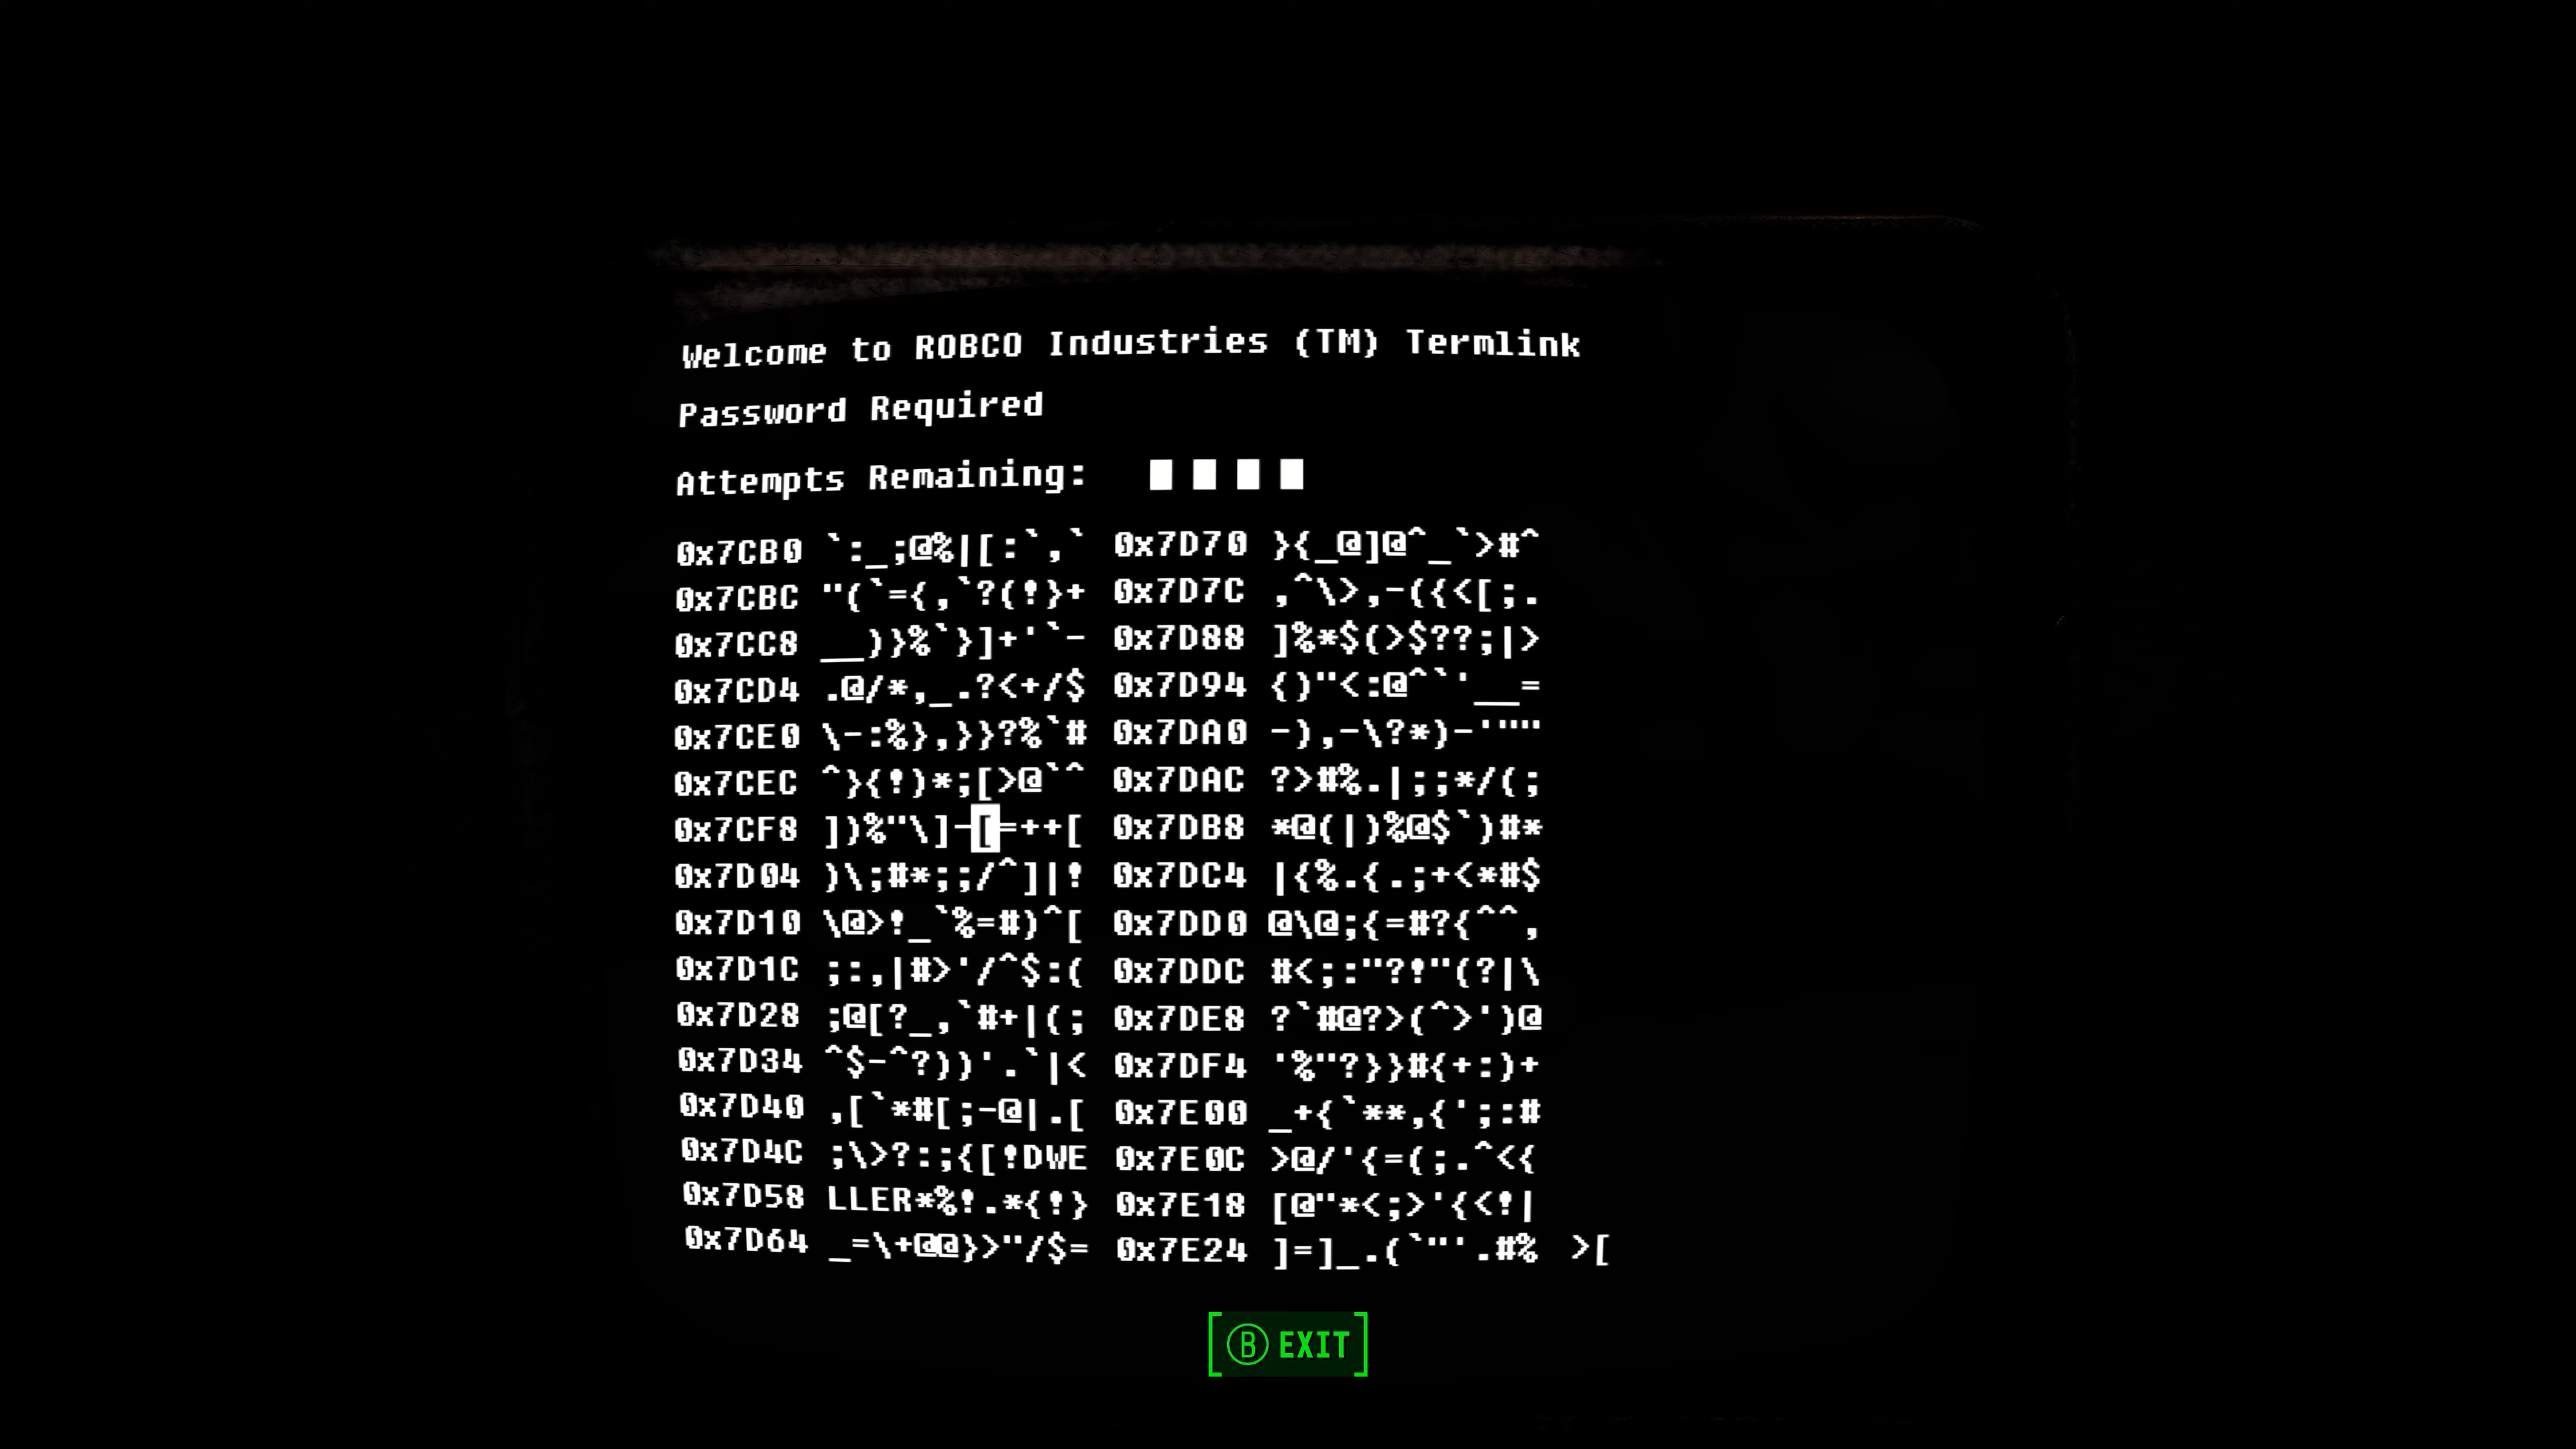 Welcome to ROBCO Industries (TM) Termlink
Password Required
Attempts Remaining: █ █ █ █
0x7CB0 `:_;@%|[:`,` 0x7D70 }{_@]@^_`>#^
0x7CBC "(`={,`?(!}+ 0x7D7C ,^\>,-({<[;.
0x7CC8 __)}%`}]+'`- 0x7D88 ]%*$(>$??;|>
0x7CD4 .@/*,_.?<+/$ 0x7D94 {)"<:@^`'__=
0x7CE0 \-:%},}}?%`# 0x7DA0 -),-\?*)-'""
0x7CEC ^}{!)*;[>@`^ 0x7DAC ?>#%.|;;*/(;
0x7CF8 ])%"\]-[=++[ 0x7DB8 *@(|)%@$`)#*
0x7D04 )\;#*;;/^]|! 0x7DC4 |{%.{.;+<*#$
0x7D10 \@>!_`%=#)^[ 0x7DD0 @\@;{=#?{^^,
0x7D1C ;:,|#>'/^$:( 0x7DDC #<;:"?!"(?|\
0x7D28 ;@[?_,`#+|(; 0x7DE8 ?`#@?>(^>')@
0x7D34 ^$-^?))'.`|< 0x7DF4 '%"?}}#{+:)+
0x7D40 ,[`*#[;-@|.[ 0x7E00 _+{`**,{';:#
0x7D4C ;\>?:;{[!DWE 0x7E0C >@/'{=(;.^<{
0x7D58 LLER*%!.*{!} 0x7E18 [@"*<;>'{<!|
0x7D64 _=\+@@}>"/$= 0x7E24 ]=]_.(`"'.#% >[
B EXIT